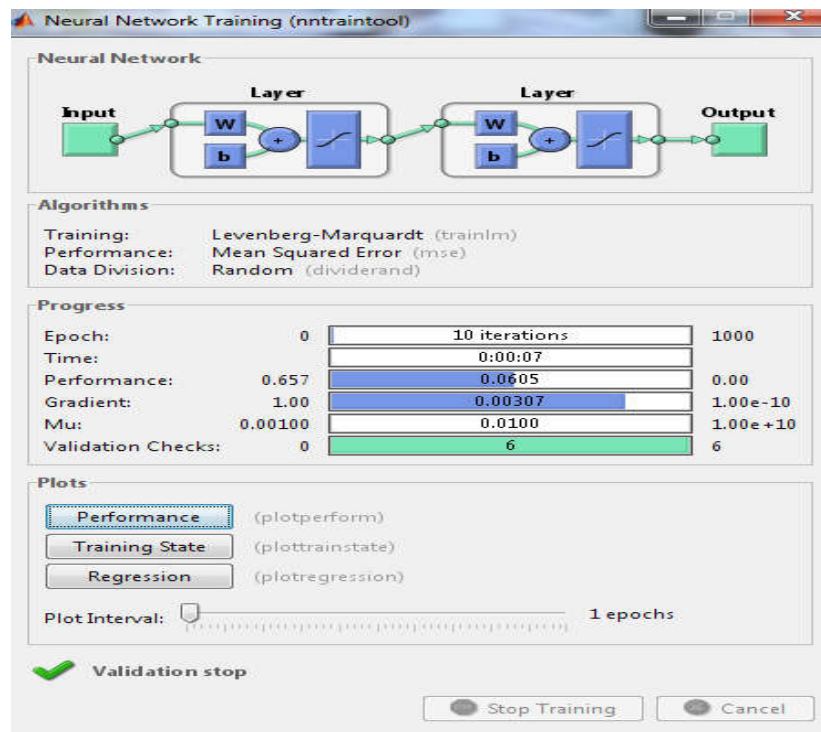 Neural Network Training (nntraintool)
Neural Network
Layer Layer
Input Output
W W
b b
+ +
Algorithms
Training: Levenberg-Marquardt (trainlm)
Performance: Mean Squared Error (mse)
Data Division: Random (dividerand)
Progress
Epoch: 0 10 iterations 1000
Time: 0:00:07
Performance: 0.657 0.0605 0.00
Gradient: 1.00 0.00307 1.00e-10
Mu: 0.00100 0.0100 1.00e+10
Validation Checks: 0 6 6
Plots
Performance (plotperform)
Training State (plottrainstate)
Regression (plotregression)
Plot Interval: 1 epochs
Validation stop
Stop Training Cancel